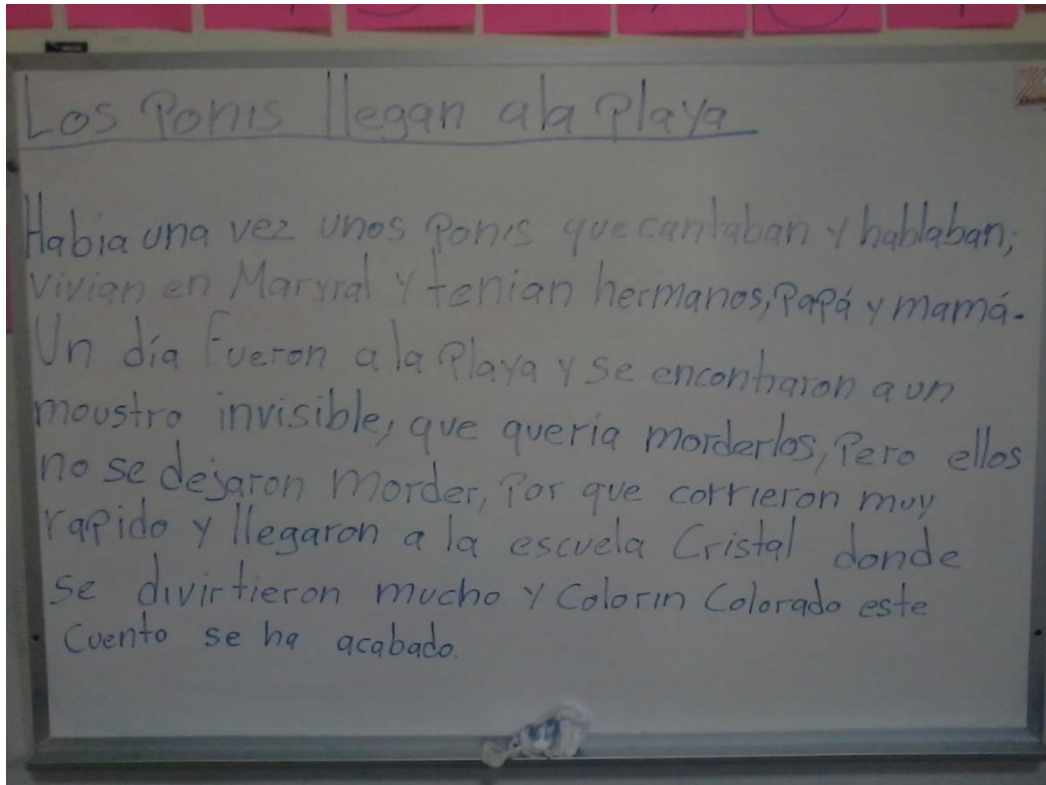 Los Ponis llegan ala Playa
Habia una vez unos Ponis que cantaban y hablaban;
vivian en Maryral y tenian hermanos, Papá y mamá.
Un día fueron a la Playa y se encontraron a un
moustro invisible; que queria morderlos, Pero ellos
no se dejaron morder, Por que corrieron muy
rapido y llegaron a la escuela Cristal donde
se divirtieron mucho y Colorin Colorado este
Cuento se ha acabado.